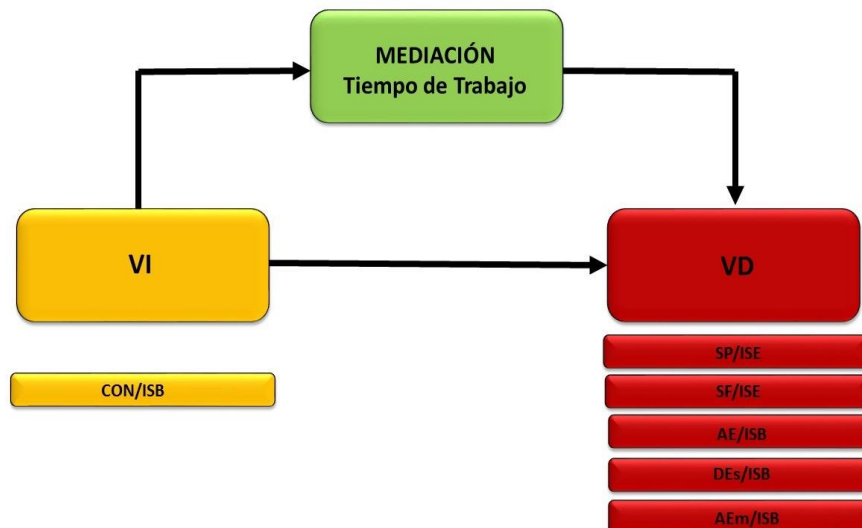 MEDIACIÓN
Tiempo de Trabajo
VI
VD
CON/ISB
SP/ISE
SF/ISE
AE/ISB
DEs/ISB
AEm/ISB